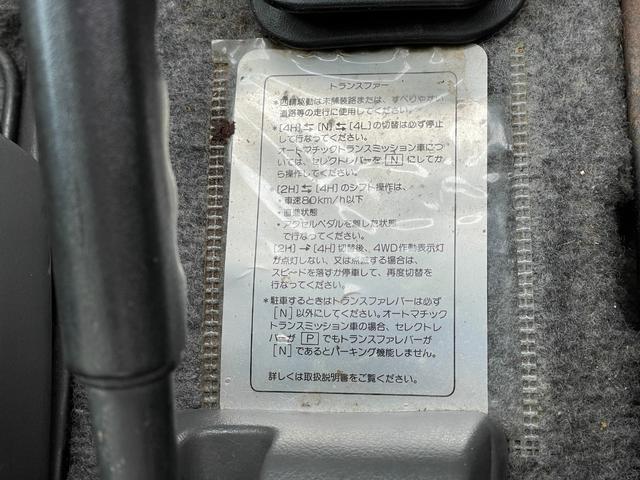 トランスファー
*四輪駆動は未舗装路または、すべりやすい
道路等の走行に使用してください。
*[4H]⇆[N]⇆[4L]の切替は必ず停止
して行なってください。
オートマチックトランスミッション車につ
いては、セレクトレバーを[N]にしてか
ら操作してください。
[2H]⇆[4H]のシフト操作は、
・車速80km/h以下
・直進状態
・アクセルペダルを離した状態
で行なってください。
[2H]→[4H]切替後、4WD作動表示灯
が点灯しない、又は点滅する場合は、
スピードを落すか停車して、再度切替を
行なってください。
*駐車するときはトランスファレバーは必ず
[N]以外にしてください。オートマチック
トランスミッション車の場合、セレクトレ
バーが[P]でもトランスファレバーが
[N]であるとパーキング機能しません。
詳しくは取扱説明書をご覧ください。